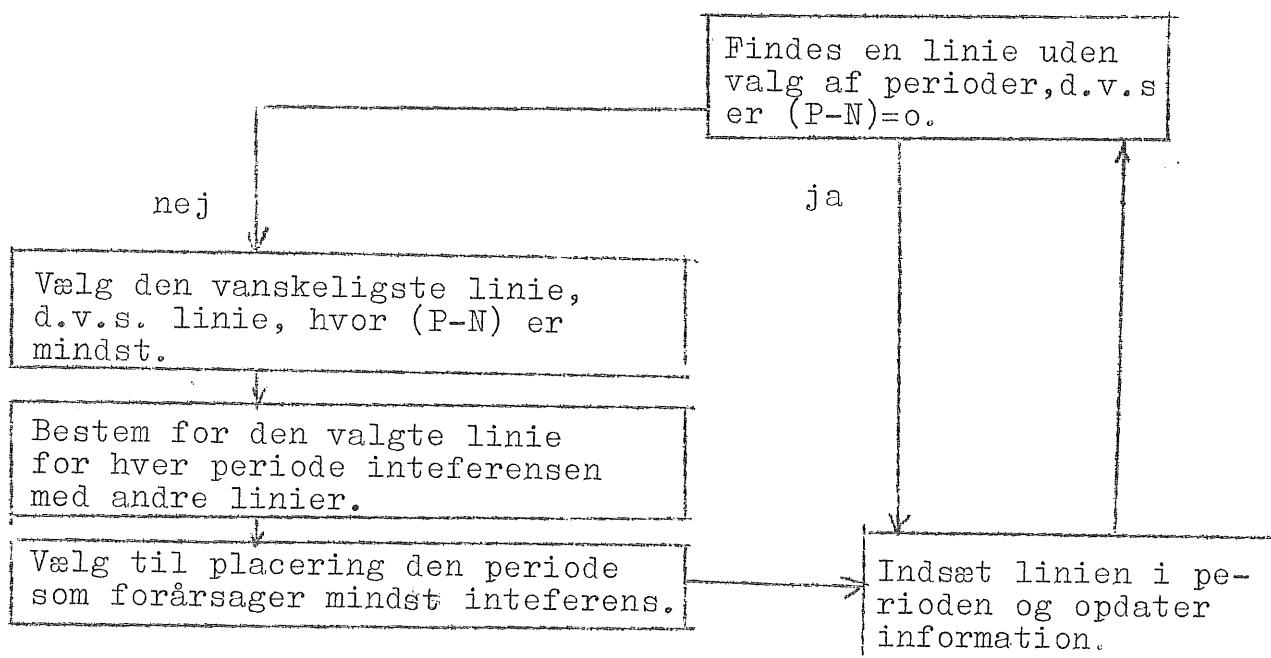 Findes en linie uden
valg af perioder,d.v.s
er (P-N)=o.
nej
ja
Vælg den vanskeligste linie,
d.v.s. linie, hvor (P-N) er
mindst.
Bestem for den valgte linie
for hver periode inteferensen
med andre linier.
Vælg til placering den periode
som forårsager mindst inteferens.
Indsæt linien i pe-
rioden og opdater
information.